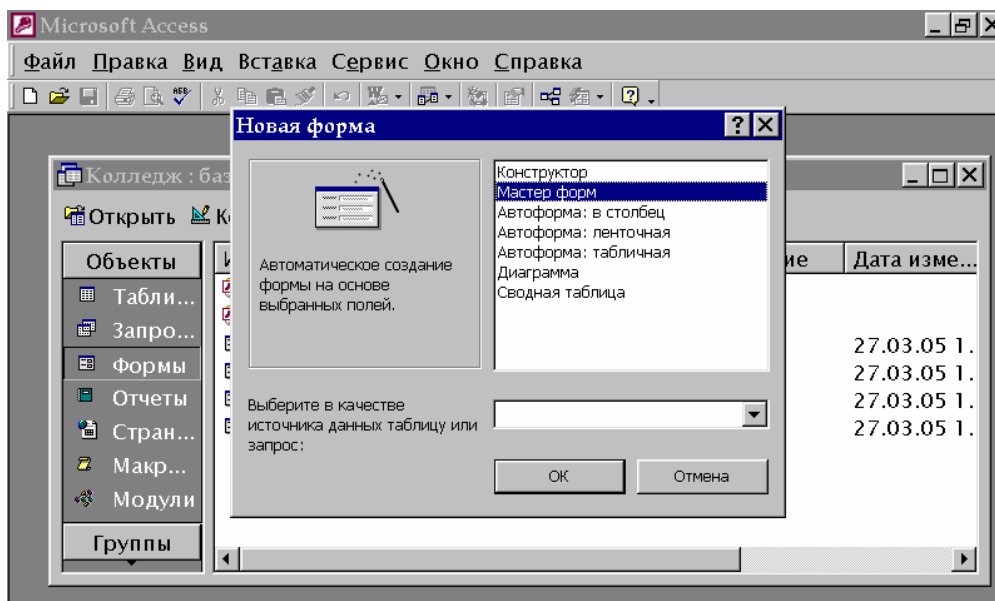 Microsoft Access
Файл Правка Вид Вставка Сервис Окно Справка
Новая форма
Колледж : баз
Открыть
Объекты
Табли...
Запро...
Формы
Отчеты
Стран...
Макр...
Модули
Группы
Автоматическое создание
формы на основе
выбранных полей.
Конструктор
Мастер форм
Автоформа: в столбец
Автоформа: ленточная
Автоформа: табличная
Диаграмма
Сводная таблица
Выберите в качестве
источника данных таблицу или
запрос:
ОК
Отмена
ие
Дата изме...
27.03.05 1.
27.03.05 1.
27.03.05 1.
27.03.05 1.